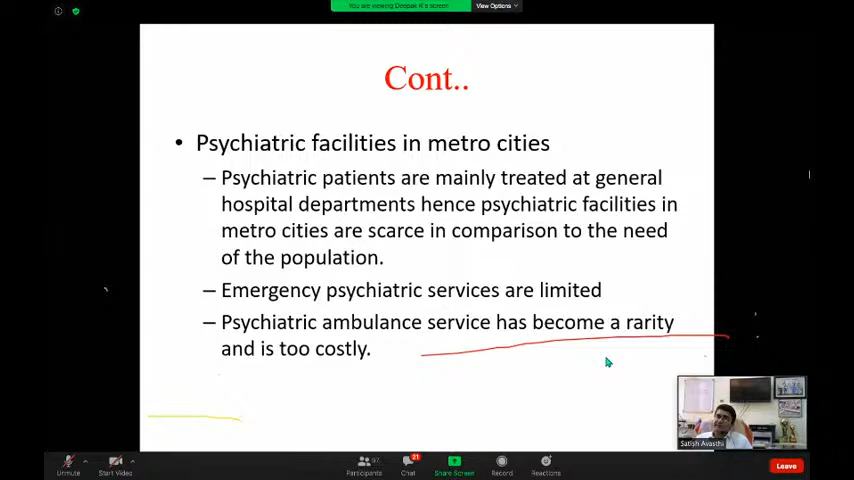 You are viewing Deepak K's screen View Options
Cont..
• Psychiatric facilities in metro cities
– Psychiatric patients are mainly treated at general
hospital departments hence psychiatric facilities in
metro cities are scarce in comparison to the need
of the population.
– Emergency psychiatric services are limited
– Psychiatric ambulance service has become a rarity
and is too costly.
Satish Avasthi
Unmute Start Video Participants 97 Chat 21 Share Screen Record Reactions Leave